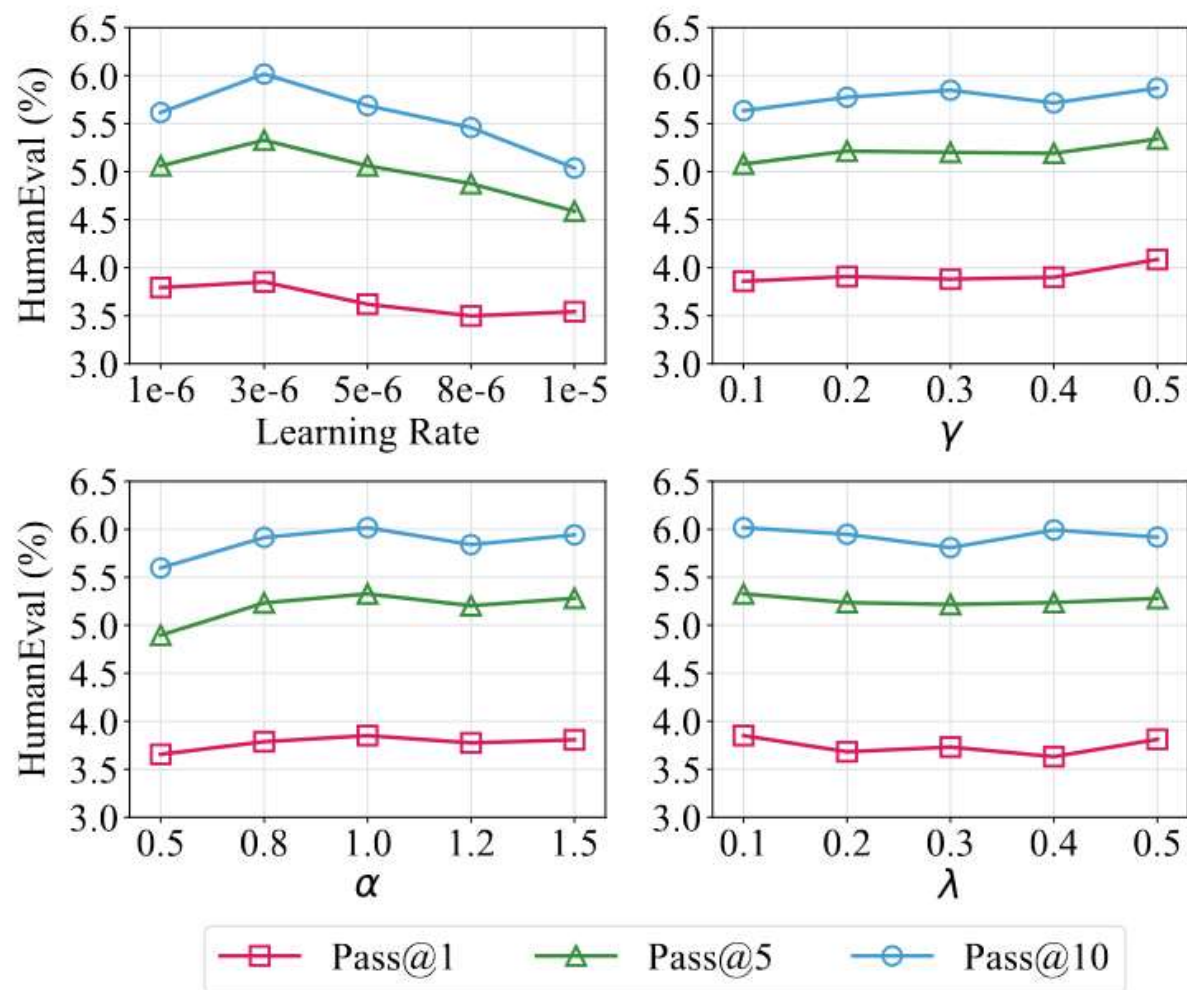 HumanEval (%)
6.5
6.0
5.5
5.0
4.5
4.0
3.5
3.0
1e-6 3e-6 5e-6 8e-6 1e-5
Learning Rate
6.5
6.0
5.5
5.0
4.5
4.0
3.5
3.0
0.1 0.2 0.3 0.4 0.5
γ
HumanEval (%)
6.5
6.0
5.5
5.0
4.5
4.0
3.5
3.0
0.5 0.8 1.0 1.2 1.5
α
6.5
6.0
5.5
5.0
4.5
4.0
3.5
3.0
0.1 0.2 0.3 0.4 0.5
λ
Pass@1 Pass@5 Pass@10